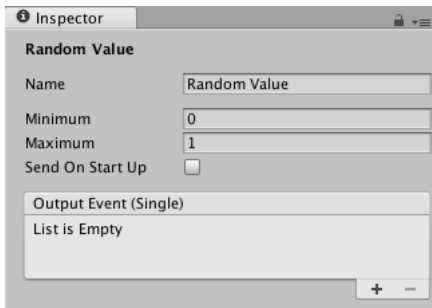 Inspector
Random Value
Name Random Value
Minimum 0
Maximum 1
Send On Start Up
Output Event (Single)
List is Empty